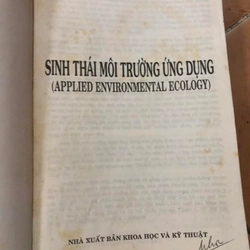 SINH THÁI MÔI TRƯỜNG ỨNG DỤNG
(APPLIED ENVIRONMENTAL ECOLOGY)
NHÀ XUẤT BẢN KHOA HỌC VÀ KỸ THUẬT